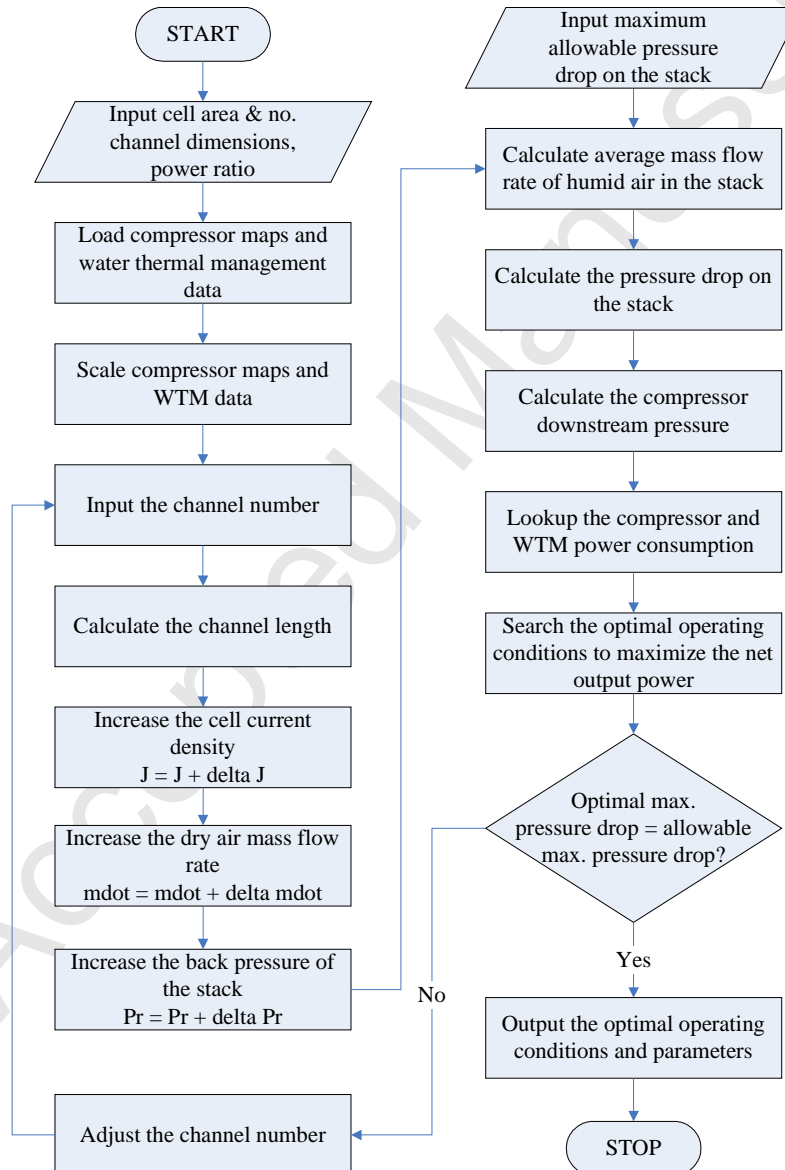 START
Input cell area & no.
channel dimensions,
power ratio
Load compressor maps and
water thermal management
data
Scale compressor maps and
WTM data
Input the channel number
Calculate the channel length
Increase the cell current
density
J = J + delta J
Increase the dry air mass flow
rate
mdot = mdot + delta mdot
Increase the back pressure of
the stack
Pr = Pr + delta Pr
Adjust the channel number
Input maximum
allowable pressure
drop on the stack
Calculate average mass flow
rate of humid air in the stack
Calculate the pressure drop on
the stack
Calculate the compressor
downstream pressure
Lookup the compressor and
WTM power consumption
Search the optimal operating
conditions to maximize the net
output power
Optimal max.
pressure drop = allowable
max. pressure drop?
Yes
No
Output the optimal operating
conditions and parameters
STOP
Accepted